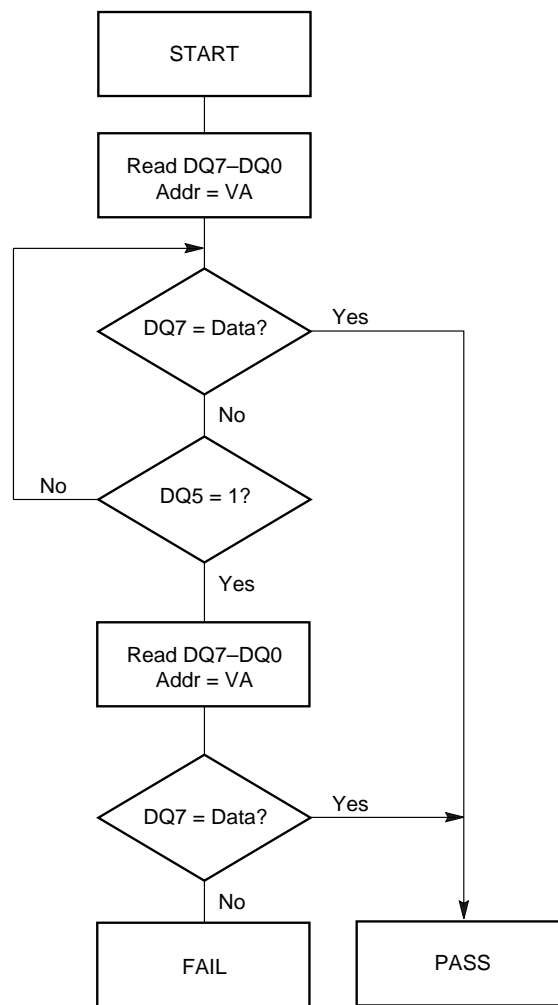 START
Read DQ7–DQ0
Addr = VA
DQ7 = Data?
Yes
No
No
DQ5 = 1?
Yes
Read DQ7–DQ0
Addr = VA
DQ7 = Data?
Yes
No
FAIL
PASS